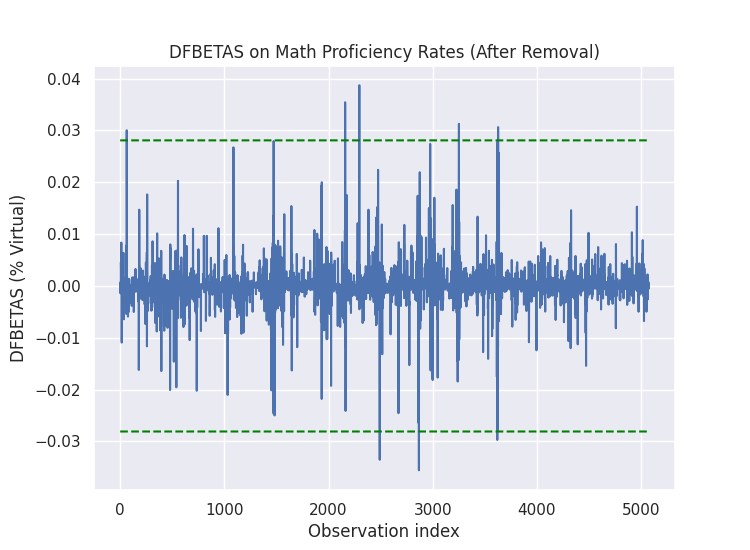 DFBETAS on Math Proficiency Rates (After Removal)
0.04
0.03
0.02
0.01
0.00
−0.01
−0.02
−0.03
DFBETAS (% Virtual)
0 1000 2000 3000 4000 5000
Observation index